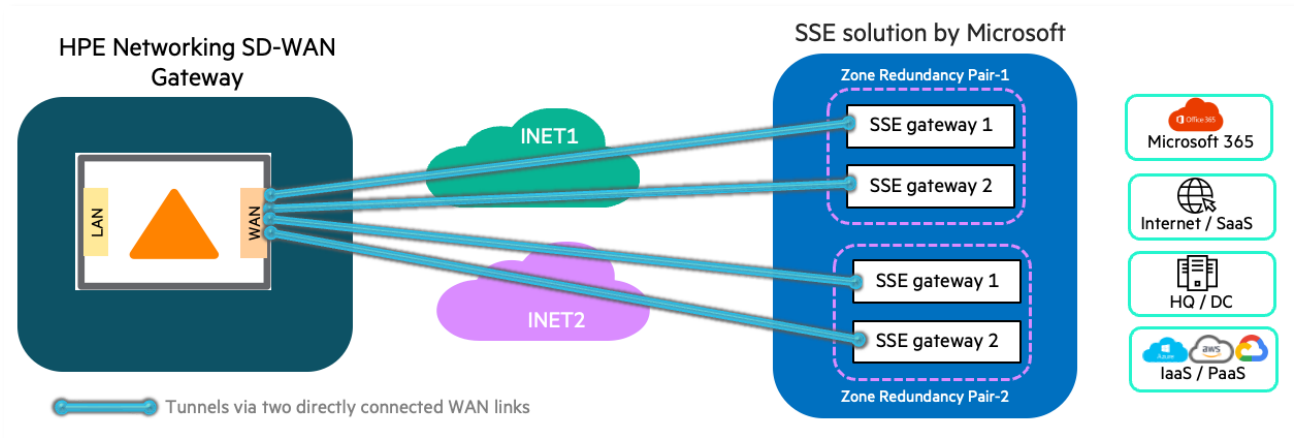 HPE Networking SD-WAN
Gateway
LAN
WAN
INET1
INET2
SSE solution by Microsoft
Zone Redundancy Pair-1
SSE gateway 1
SSE gateway 2
SSE gateway 1
SSE gateway 2
Zone Redundancy Pair-2
Office 365
Microsoft 365
Internet / SaaS
HQ / DC
Azure
aws
IaaS / PaaS
Tunnels via two directly connected WAN links